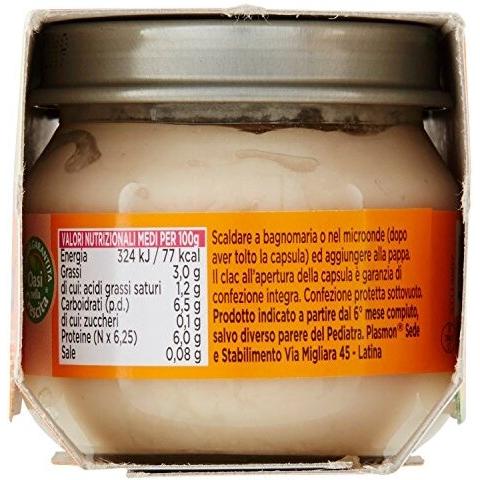 GARANTITA
Oasi
nella
crescita
VALORI NUTRIZIONALI MEDI PER 100g
Energia 324 kJ / 77 kcal
Grassi 3,0 g
di cui: acidi grassi saturi 1,2 g
Carboidrati (p.d.) 6,5 g
di cui: zuccheri 0,1 g
Proteine (N x 6,25) 6,0 g
Sale 0,08 g
Scaldare a bagnomaria o nel microonde (dopo
aver tolto la capsula) ed aggiungere alla pappa.
Il clac all'apertura della capsula è garanzia di
confezione integra. Confezione protetta sottovuoto.
Prodotto indicato a partire dal 6° mese compiuto,
salvo diverso parere del Pediatra. Plasmon® Sede
e Stabilimento Via Migliara 45 - Latina